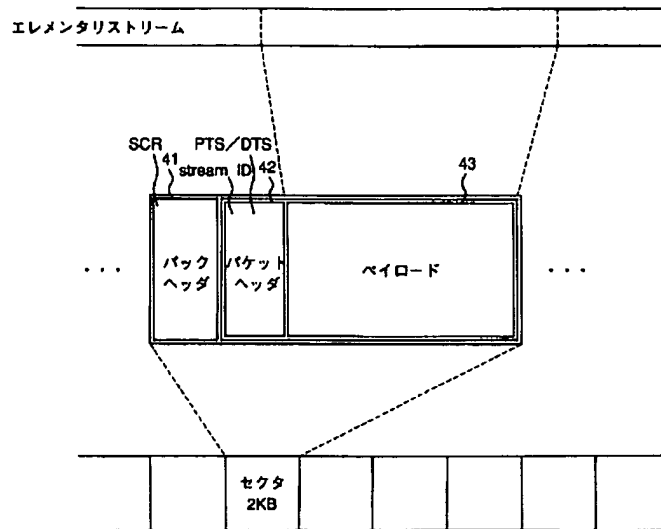 エレメンタリストリーム
SCR
PTS/DTS
41
stream ID
42
43
・・・
パック
ヘッダ
パケット
ヘッダ
ペイロード
・・・
セクタ
2KB